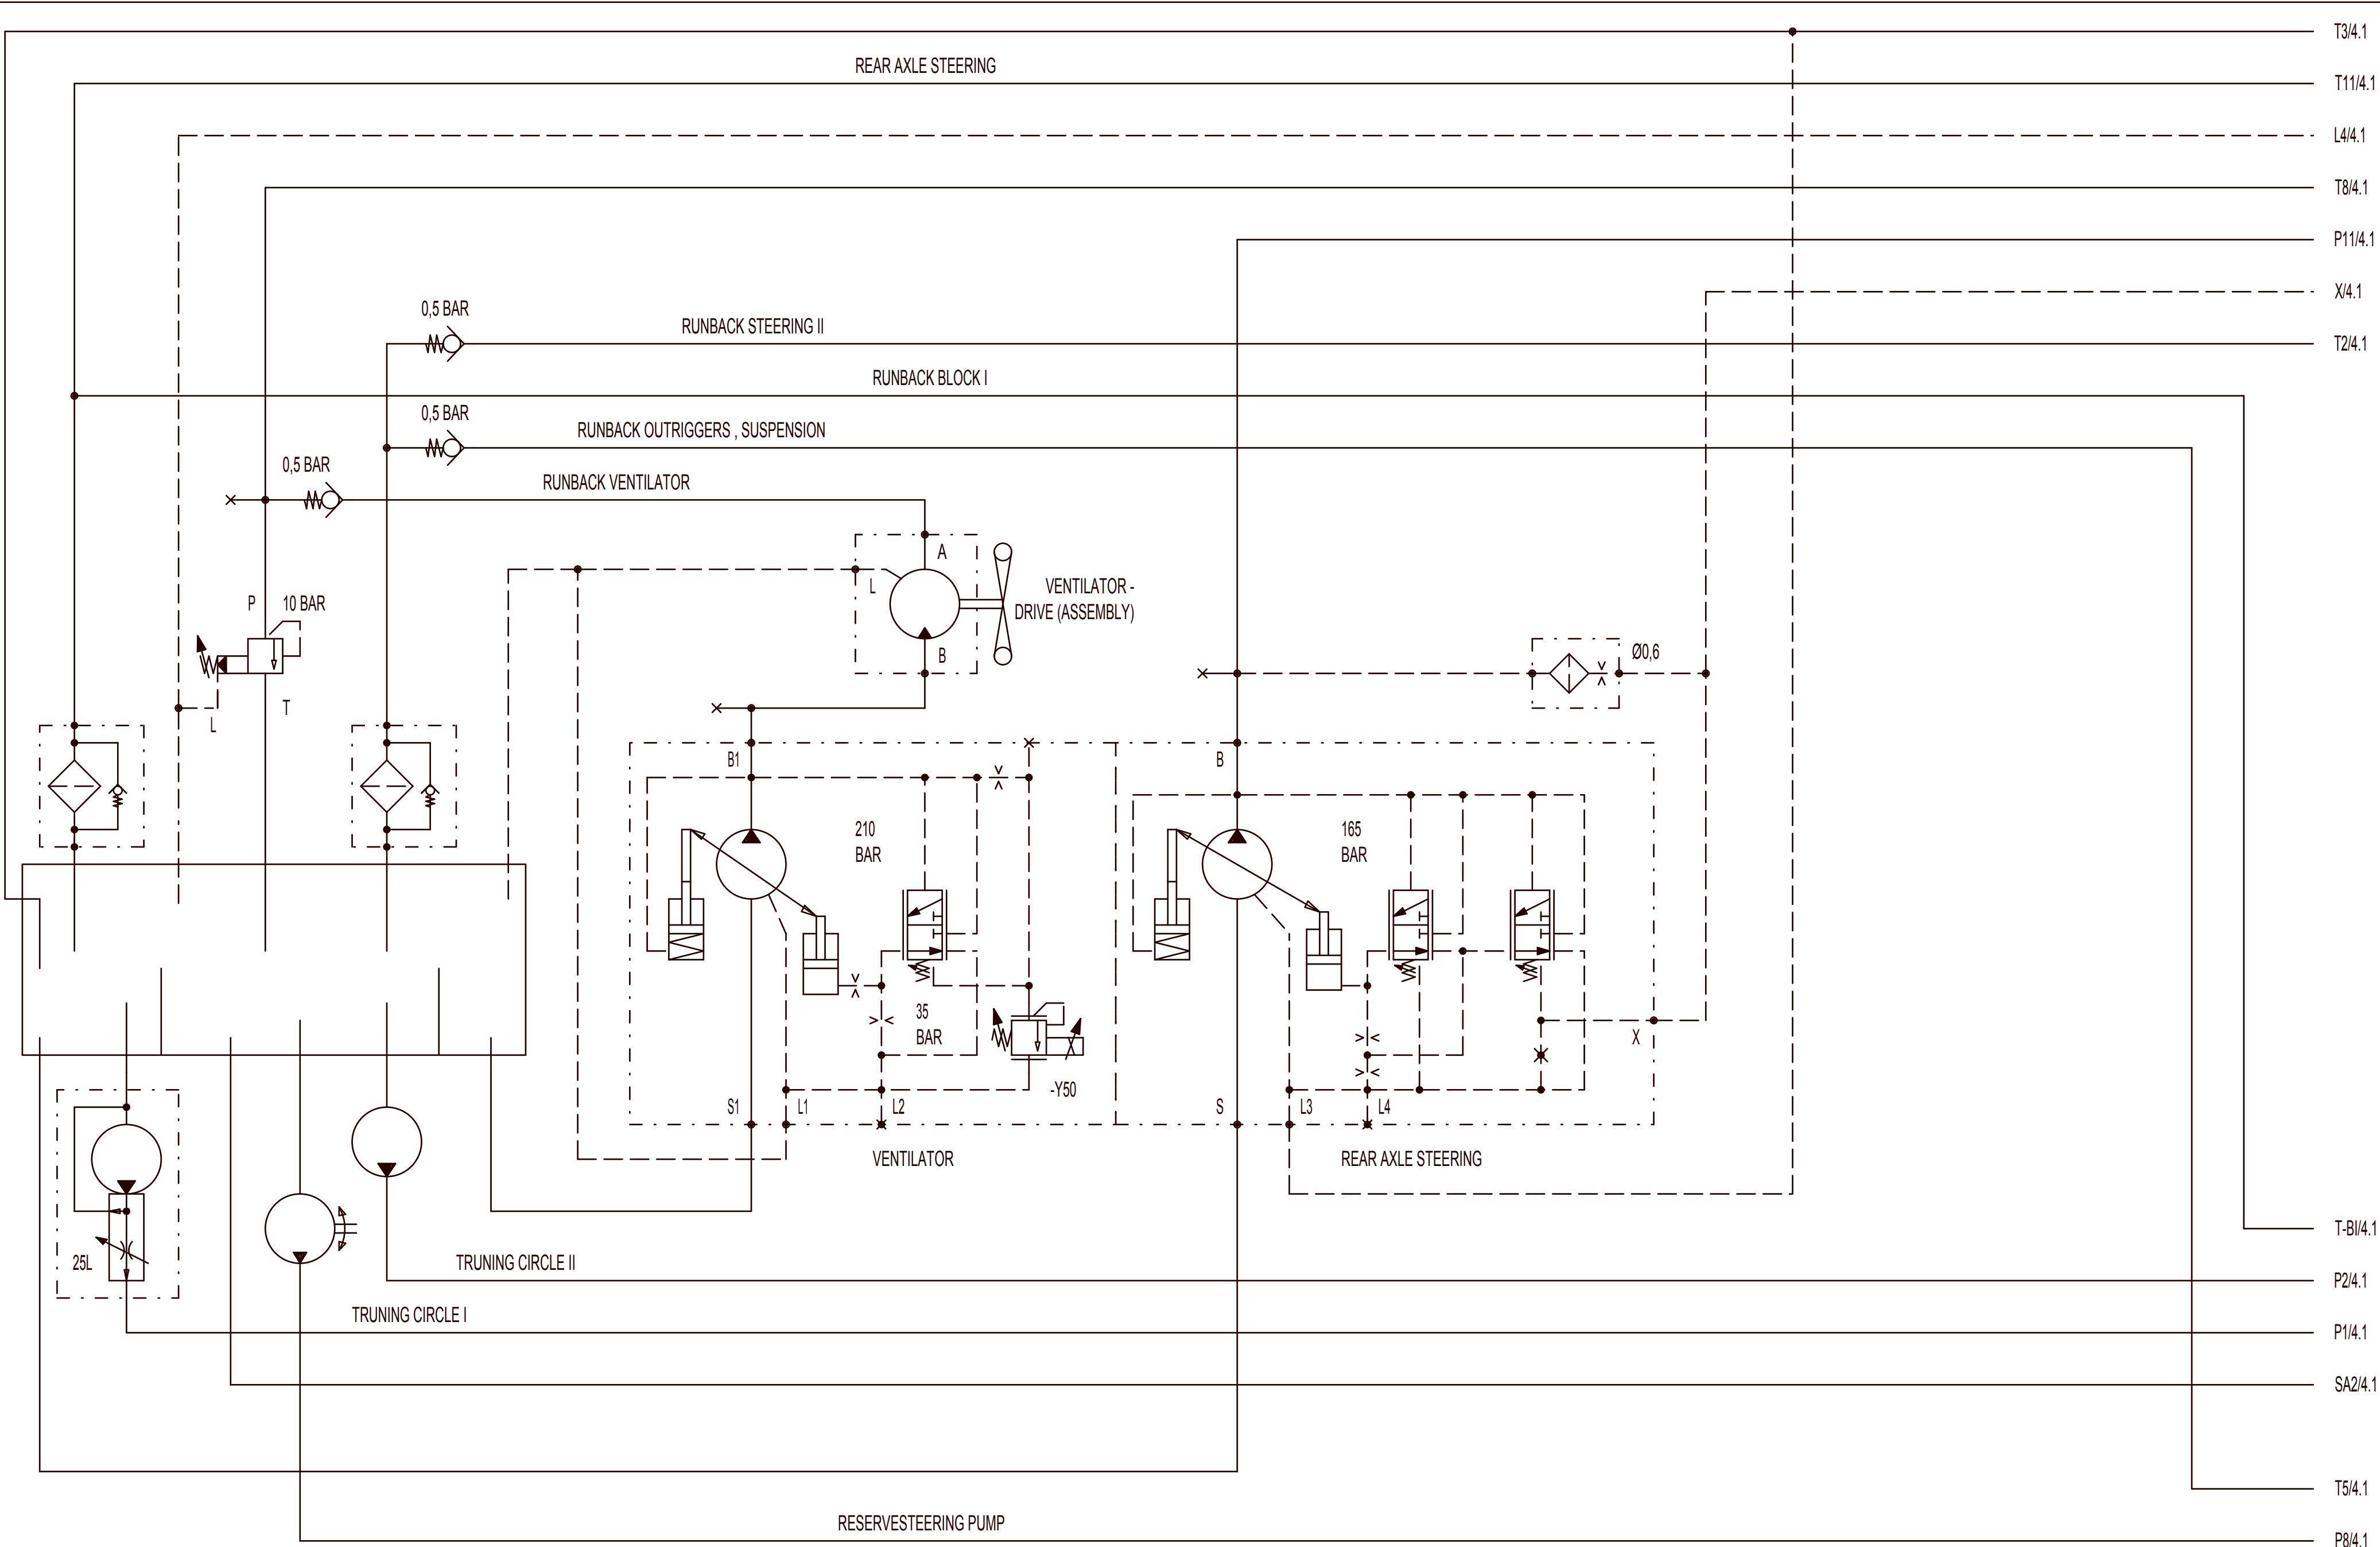 T3/4.1
REAR AXLE STEERING
T11/4.1
L4/4.1
T8/4.1
P11/4.1
X/4.1
0,5 BAR
RUNBACK STEERING II
T2/4.1
RUNBACK BLOCK I
0,5 BAR
RUNBACK OUTRIGGERS , SUSPENSION
0,5 BAR
RUNBACK VENTILATOR
A
L
VENTILATOR -
DRIVE (ASSEMBLY)
P
10 BAR
B
Ø0,6
T
L
B1
B
210
BAR
165
BAR
35
BAR
X
-Y50
S1
L1
L2
S
L3
L4
VENTILATOR
REAR AXLE STEERING
T-BI/4.1
25L
TRUNING CIRCLE II
P2/4.1
TRUNING CIRCLE I
P1/4.1
SA2/4.1
T5/4.1
RESERVESTEERING PUMP
P8/4.1